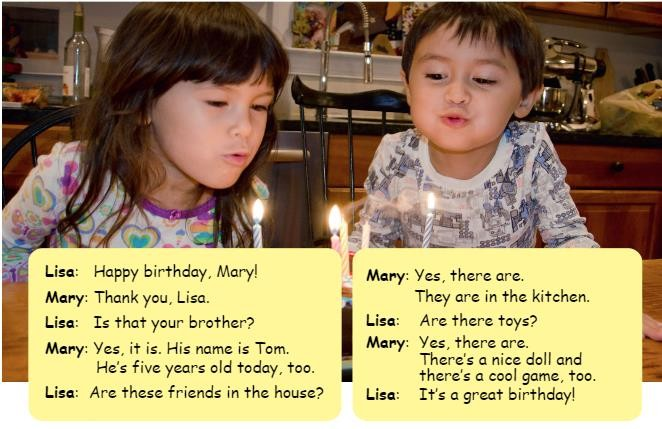 Lisa: Happy birthday, Mary!
Mary: Thank you, Lisa.
Lisa: Is that your brother?
Mary: Yes, it is. His name is Tom.
He's five years old today, too.
Lisa: Are these friends in the house?
Mary: Yes, there are.
They are in the kitchen.
Lisa: Are there toys?
Mary: Yes, there are.
There's a nice doll and
there's a cool game, too.
Lisa: It's a great birthday!